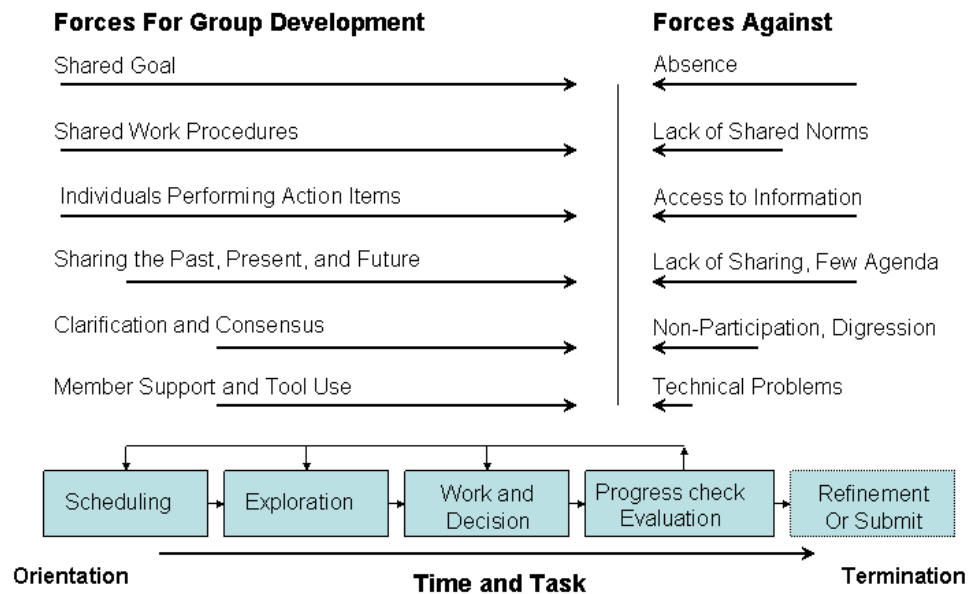 Forces For Group Development
Forces Against
Shared Goal
Absence
Shared Work Procedures
Lack of Shared Norms
Individuals Performing Action Items
Access to Information
Sharing the Past, Present, and Future
Lack of Sharing, Few Agenda
Clarification and Consensus
Non-Participation, Digression
Member Support and Tool Use
Technical Problems
Scheduling
Exploration
Work and
Decision
Progress check
Evaluation
Refinement
Or Submit
Orientation
Time and Task
Termination